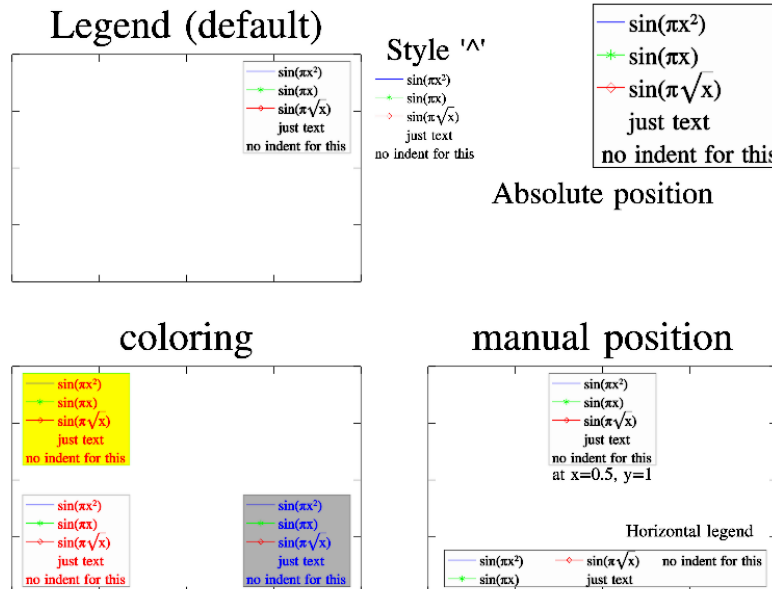 Legend (default)
sin(πx²)
sin(πx)
sin(π√x)
just text
no indent for this
Style '^'
sin(πx²)
sin(πx)
sin(π√x)
just text
no indent for this
sin(πx²)
sin(πx)
sin(π√x)
just text
no indent for this
Absolute position
coloring
sin(πx²)
sin(πx)
sin(π√x)
just text
no indent for this
sin(πx²)
sin(πx)
sin(π√x)
just text
no indent for this
sin(πx²)
sin(πx)
sin(π√x)
just text
no indent for this
manual position
sin(πx²)
sin(πx)
sin(π√x)
just text
no indent for this
at x=0.5, y=1
Horizontal legend
sin(πx²) sin(π√x) no indent for this
sin(πx) just text